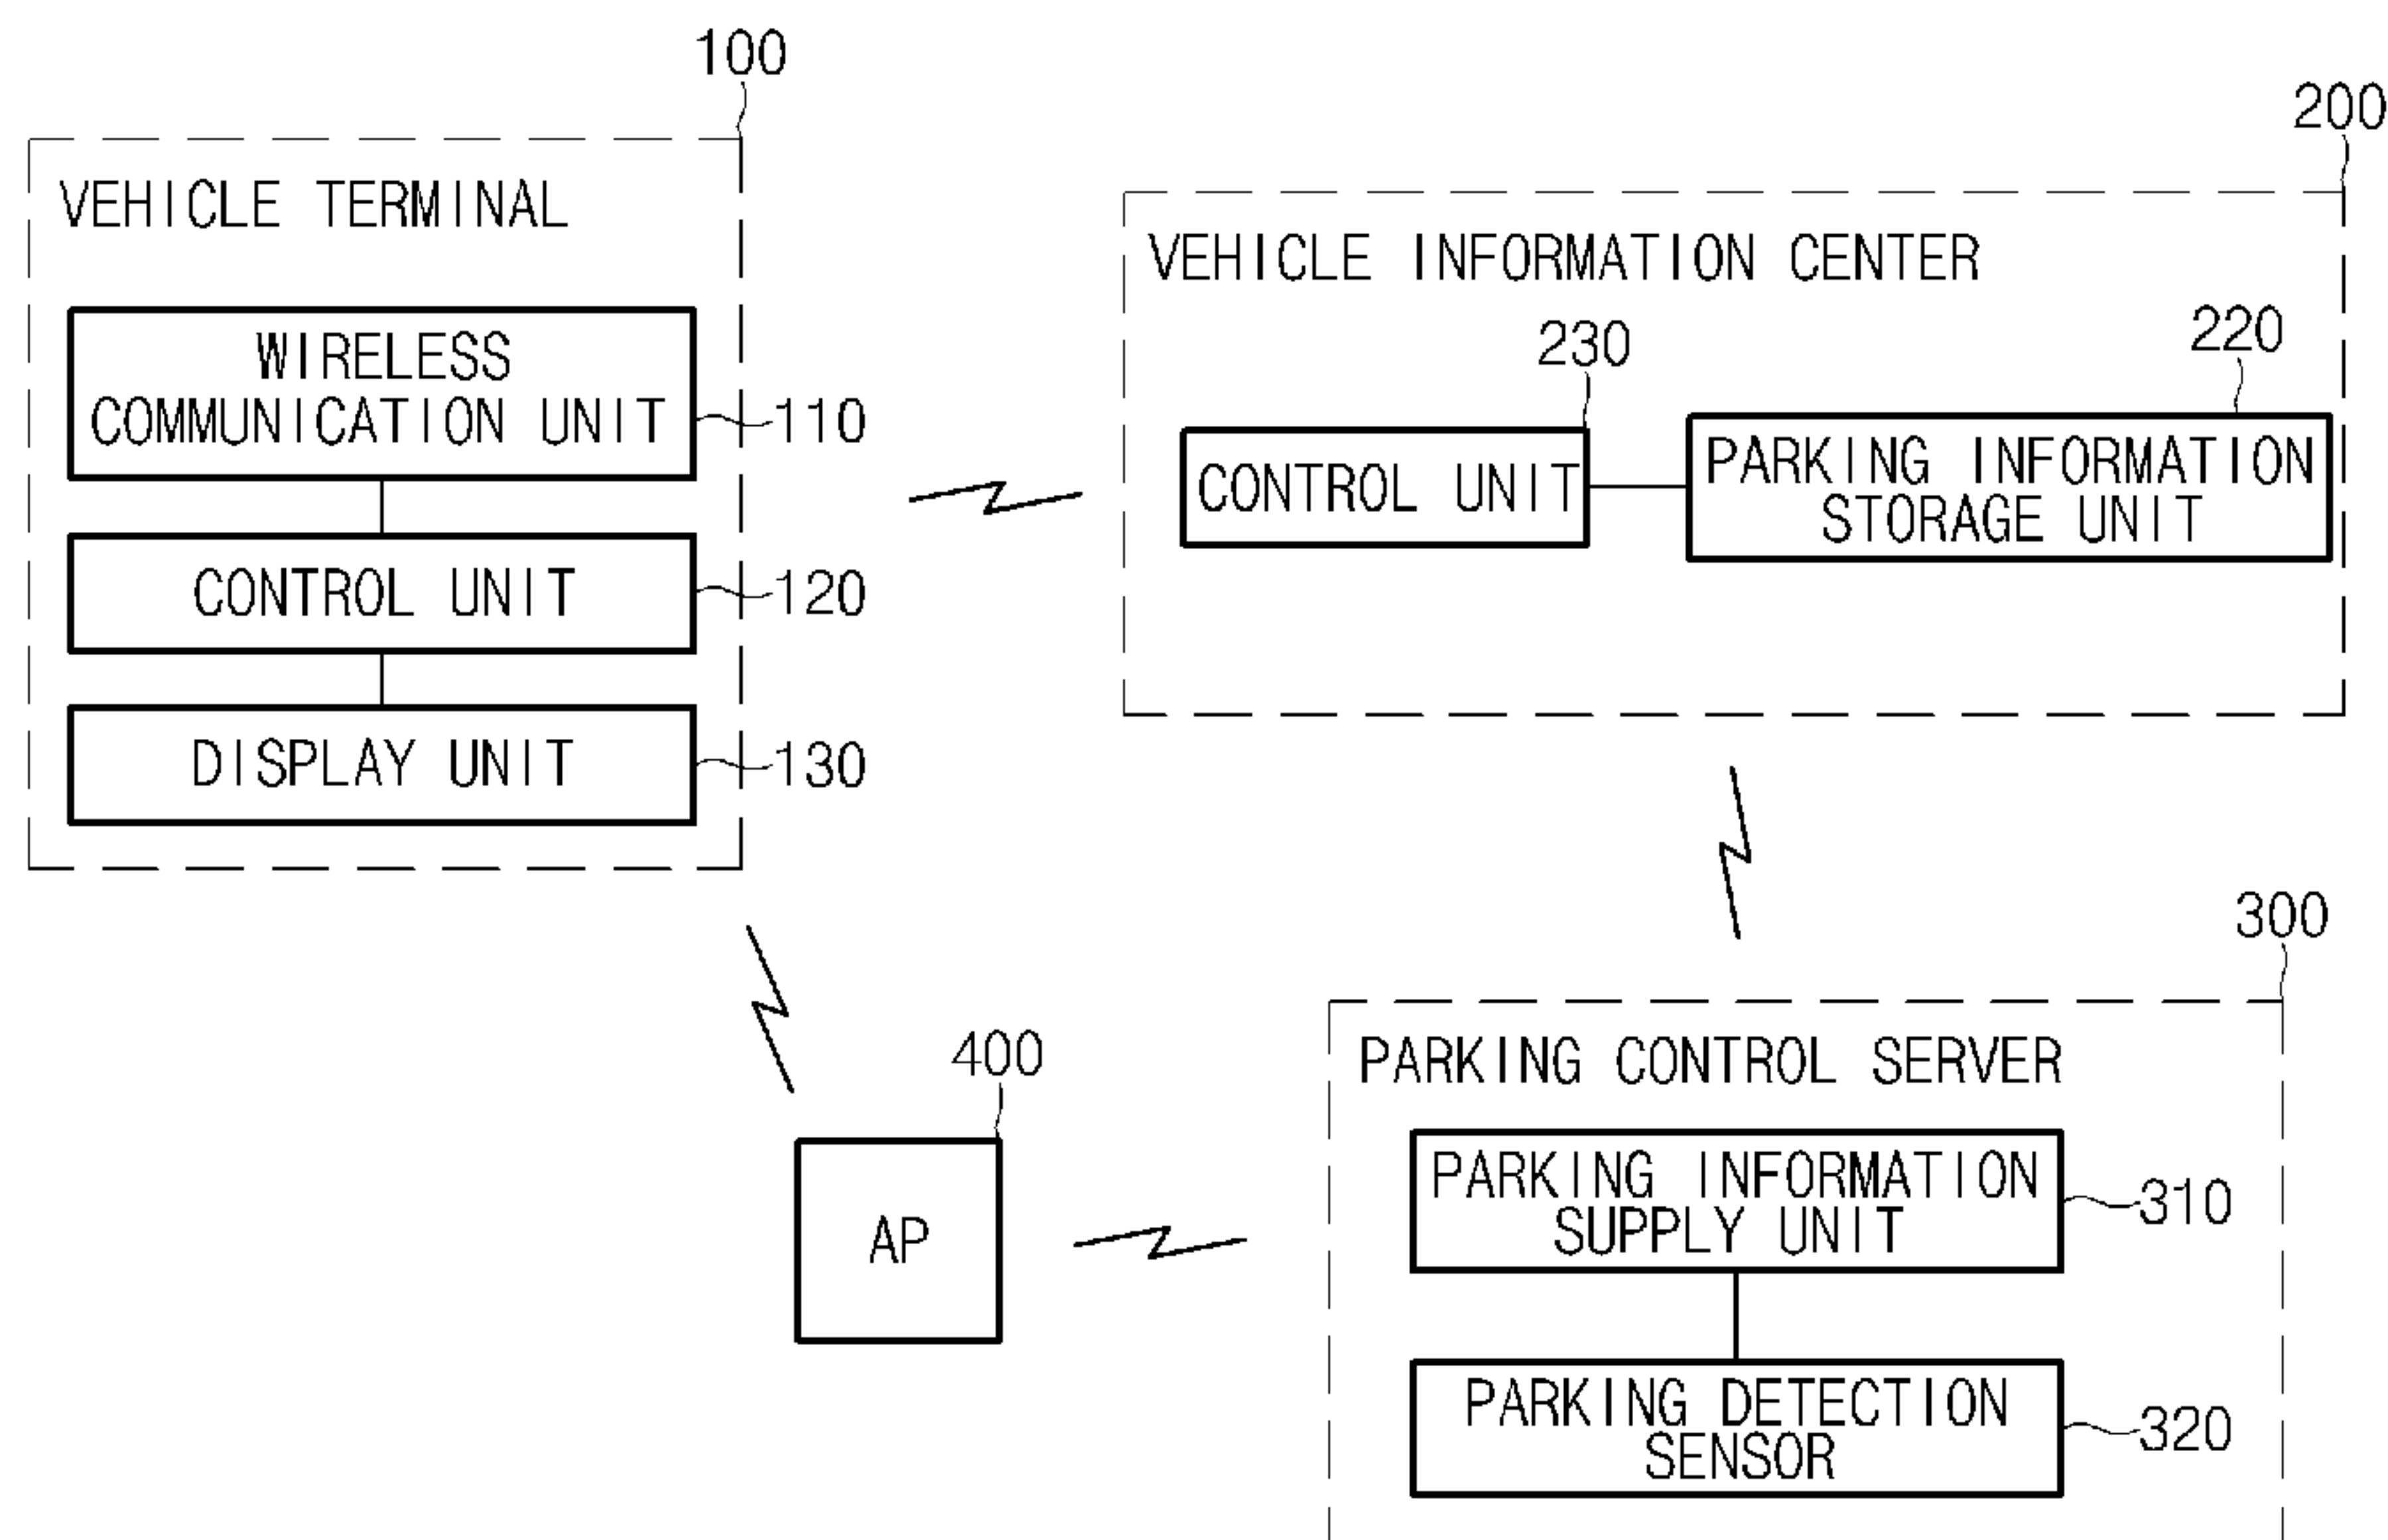 100
VEHICLE TERMINAL
WIRELESS
COMMUNICATION UNIT
110
CONTROL UNIT
120
DISPLAY UNIT
130
200
VEHICLE INFORMATION CENTER
230
CONTROL UNIT
220
PARKING INFORMATION
STORAGE UNIT
400
AP
300
PARKING CONTROL SERVER
PARKING INFORMATION
SUPPLY UNIT
310
PARKING DETECTION
SENSOR
320